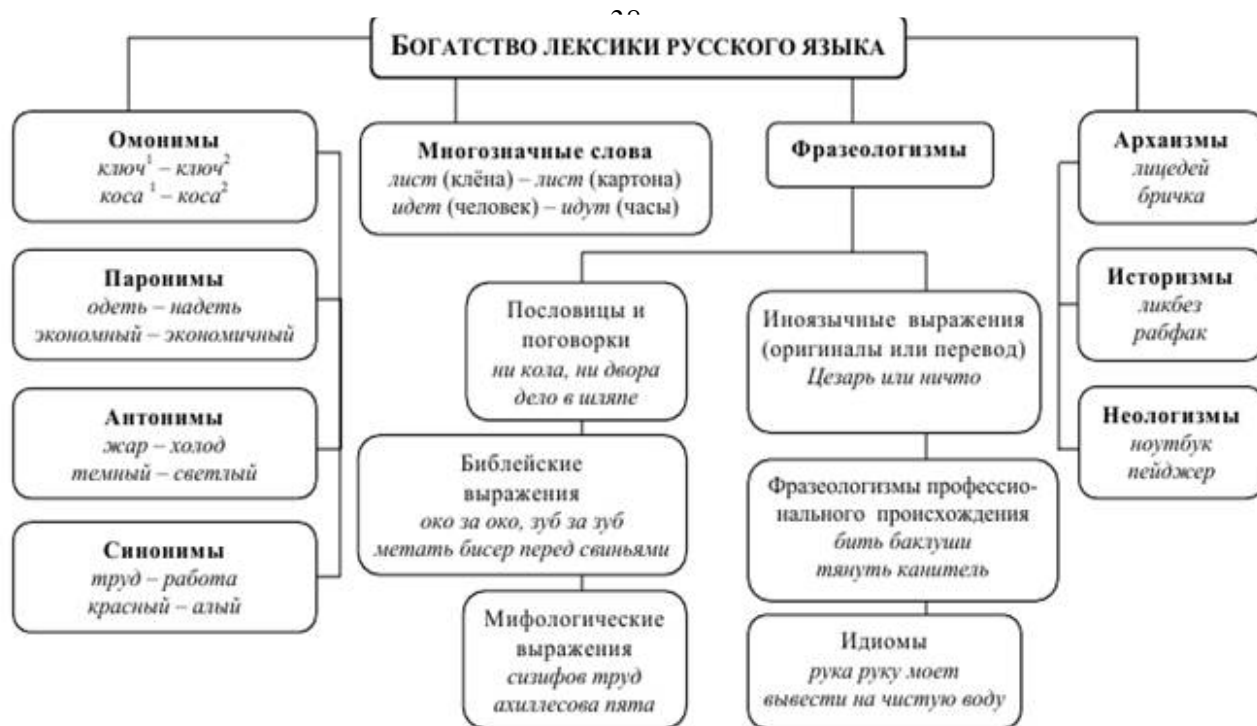 БОГАТСТВО ЛЕКСИКИ РУССКОГО ЯЗЫКА
Омонимы
ключ¹ – ключ²
коса ¹ – коса²
Паронимы
одеть – надеть
экономный – экономичный
Антонимы
жар – холод
темный – светлый
Синонимы
труд – работа
красный – алый
Многозначные слова
лист (клёна) – лист (картона)
идет (человек) – идут (часы)
Фразеологизмы
Пословицы и
поговорки
ни кола, ни двора
дело в шляпе
Библейские
выражения
око за око, зуб за зуб
метать бисер перед свиньями
Мифологические
выражения
сизифов труд
ахиллесова пята
Иноязычные выражения
(оригиналы или перевод)
Цезарь или ничто
Фразеологизмы профессио-
нального происхождения
бить баклуши
тянуть канитель
Идиомы
рука руку моет
вывести на чистую воду
Архаизмы
лицедей
бричка
Историзмы
ликбез
рабфак
Неологизмы
ноутбук
пейджер